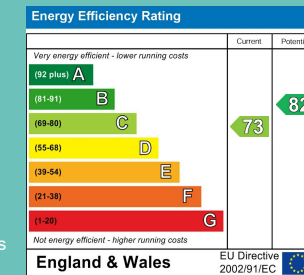 Energy Efficiency Rating
Current
Very energy efficient - lower running costs
(92 plus) A
(81-91) B
82
(69-80) C
73
(55-68) D
(39-54) E
(21-38) F
(1-20) G
Not energy efficient - higher running costs
England & Wales
EU Directive
2002/91/EC